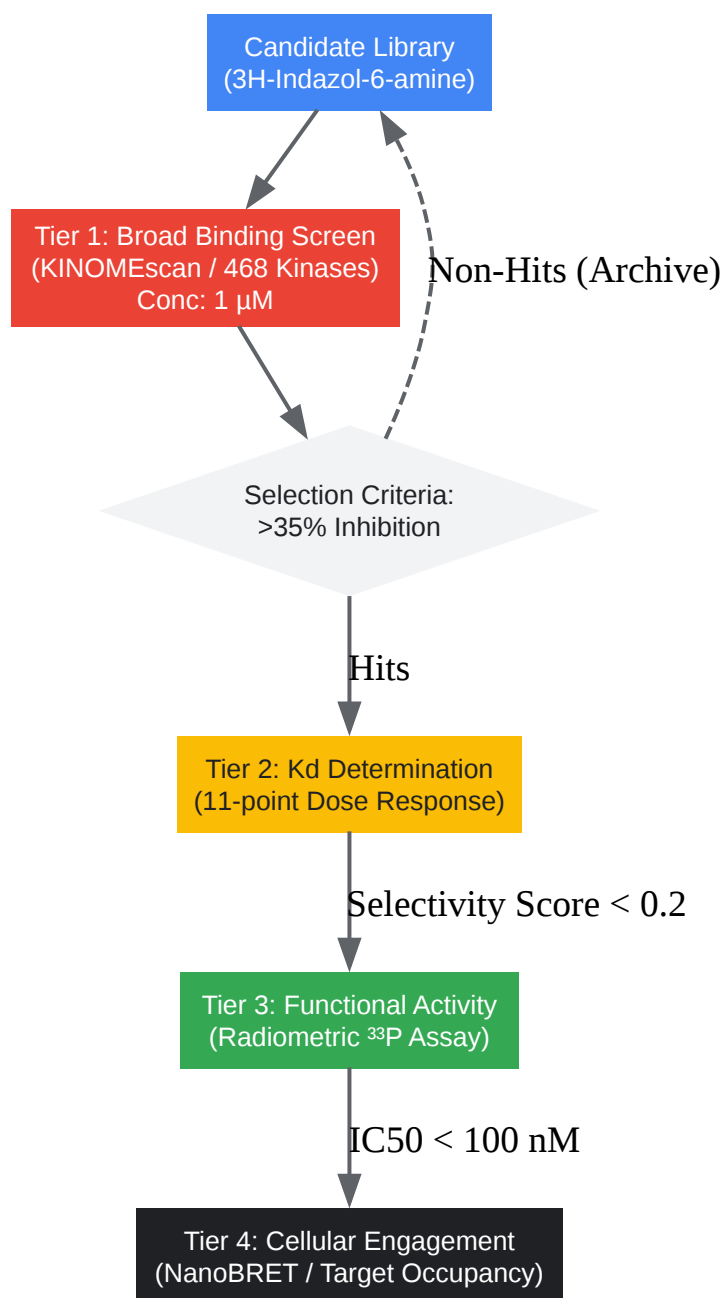 Candidate Library
(3H-Indazol-6-amine)
Tier 1: Broad Binding Screen
(KINOMEscan / 468 Kinases)
Conc: 1 µM
Non-Hits (Archive)
Selection Criteria:
>35% Inhibition
Hits
Tier 2: Kd Determination
(11-point Dose Response)
Selectivity Score < 0.2
Tier 3: Functional Activity
(Radiometric ³³P Assay)
IC50 < 100 nM
Tier 4: Cellular Engagement
(NanoBRET / Target Occupancy)